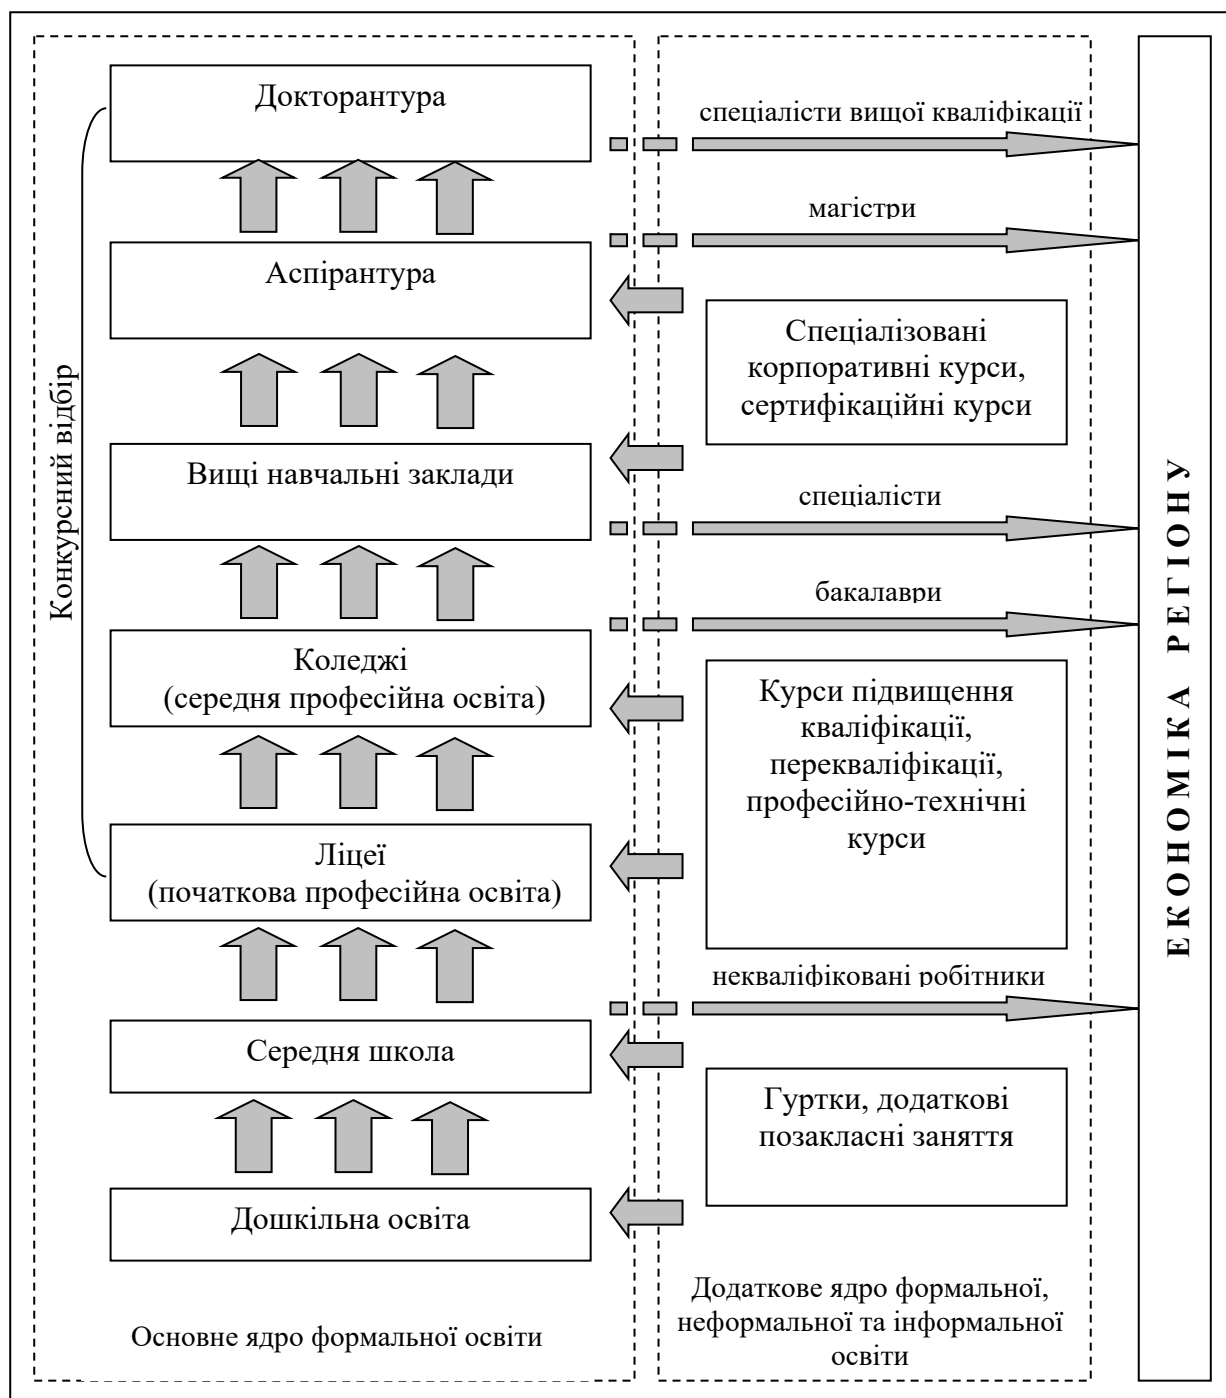 Докторантура
Аспірантура
Вищі навчальні заклади
Коледжі
(середня професійна освіта)
Ліцеї
(початкова професійна освіта)
Середня школа
Дошкільна освіта
Основне ядро формальної освіти
Конкурсний відбір
спеціалісти вищої кваліфікації
магістри
Спеціалізовані
корпоративні курси,
сертифікаційні курси
спеціалісти
бакалаври
Курси підвищення
кваліфікації,
перекваліфікації,
професійно-технічні
курси
некваліфіковані робітники
Гуртки, додаткові
позакласні заняття
Додаткове ядро формальної,
неформальної та інформальної
освіти
ЕКОНОМІКА РЕГІОНУ